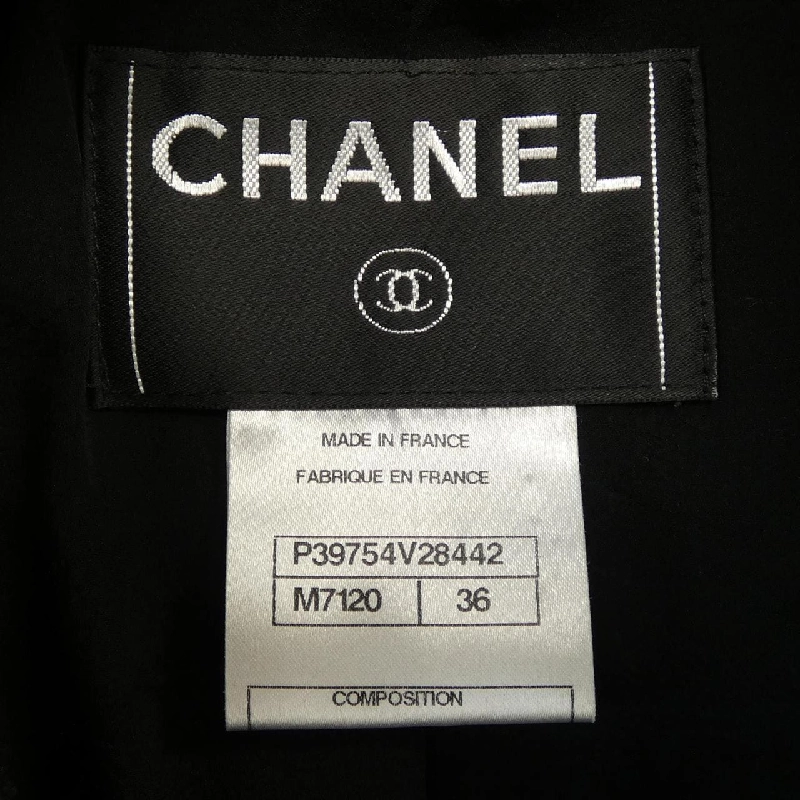 CHANEL
MADE IN FRANCE
FABRIQUE EN FRANCE
P39754V28442
M7120 36
COMPOSITION